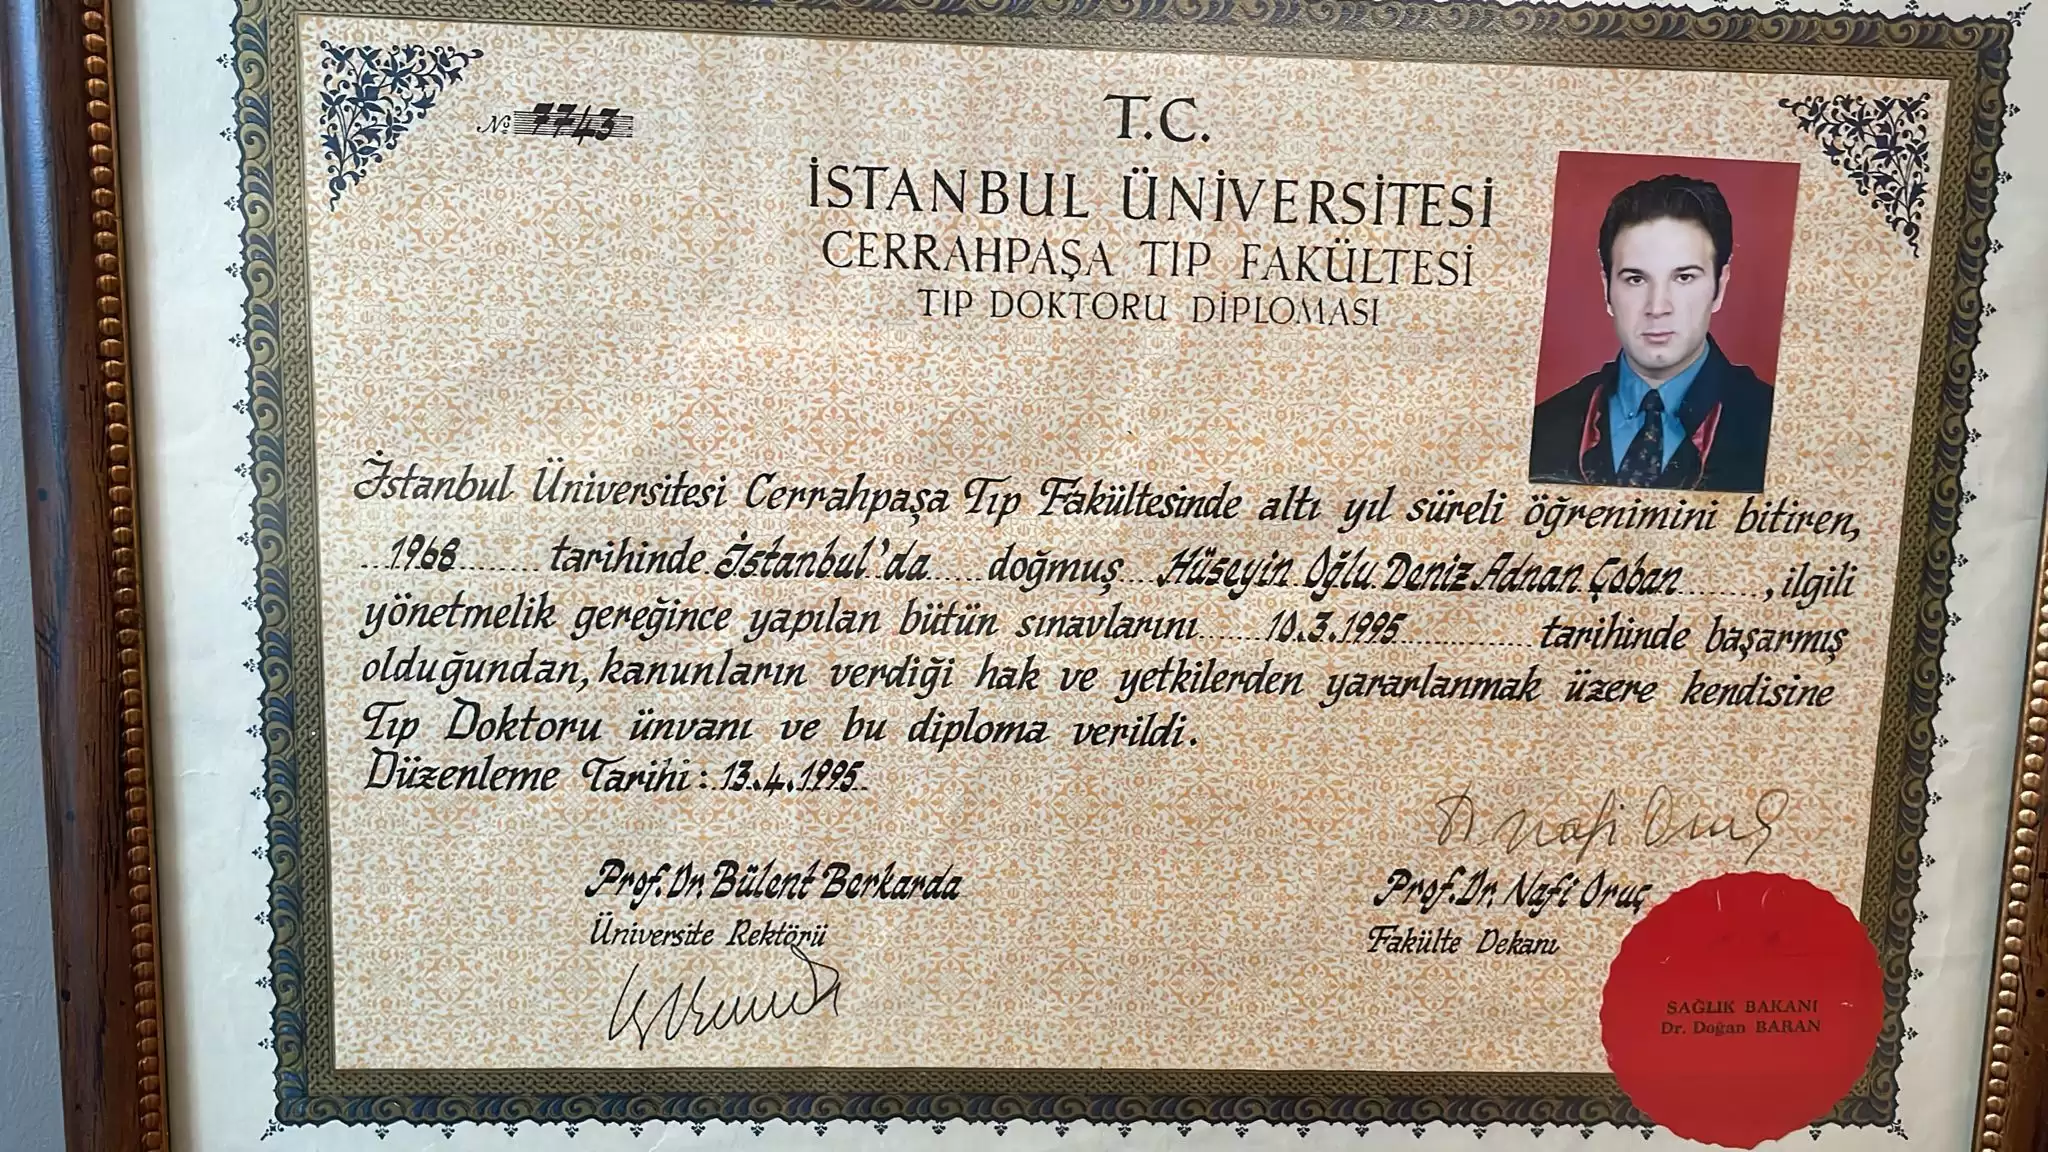 № 7743
T.C.
İSTANBUL ÜNİVERSİTESİ
CERRAHPAŞA TIP FAKÜLTESİ
TIP DOKTORU DİPLOMASI
İstanbul Üniversitesi Cerrahpaşa Tıp Fakültesinde altı yıl süreli öğrenimini bitiren,
...1968....... tarihinde İstanbul'da..... doğmuş... Hüseyin Oğlu Deniz Adnan Çoban ........, ilgili
yönetmelik gereğince yapılan bütün sınavlarını ...... 10.3.1995 ............ tarihinde başarmış
olduğundan, kanunların verdiği hak ve yetkilerden yararlanmak üzere kendisine
Tıp Doktoru ünvanı ve bu diploma verildi.
Düzenleme Tarihi : 13.4.1995
Dr Nafi Oruç
Prof. Dr. Bülent Berkarda
Prof. Dr. Nafi Oruç
Üniversite Rektörü
Fakülte Dekanı
SAĞLIK BAKANI
Dr. Doğan BARAN